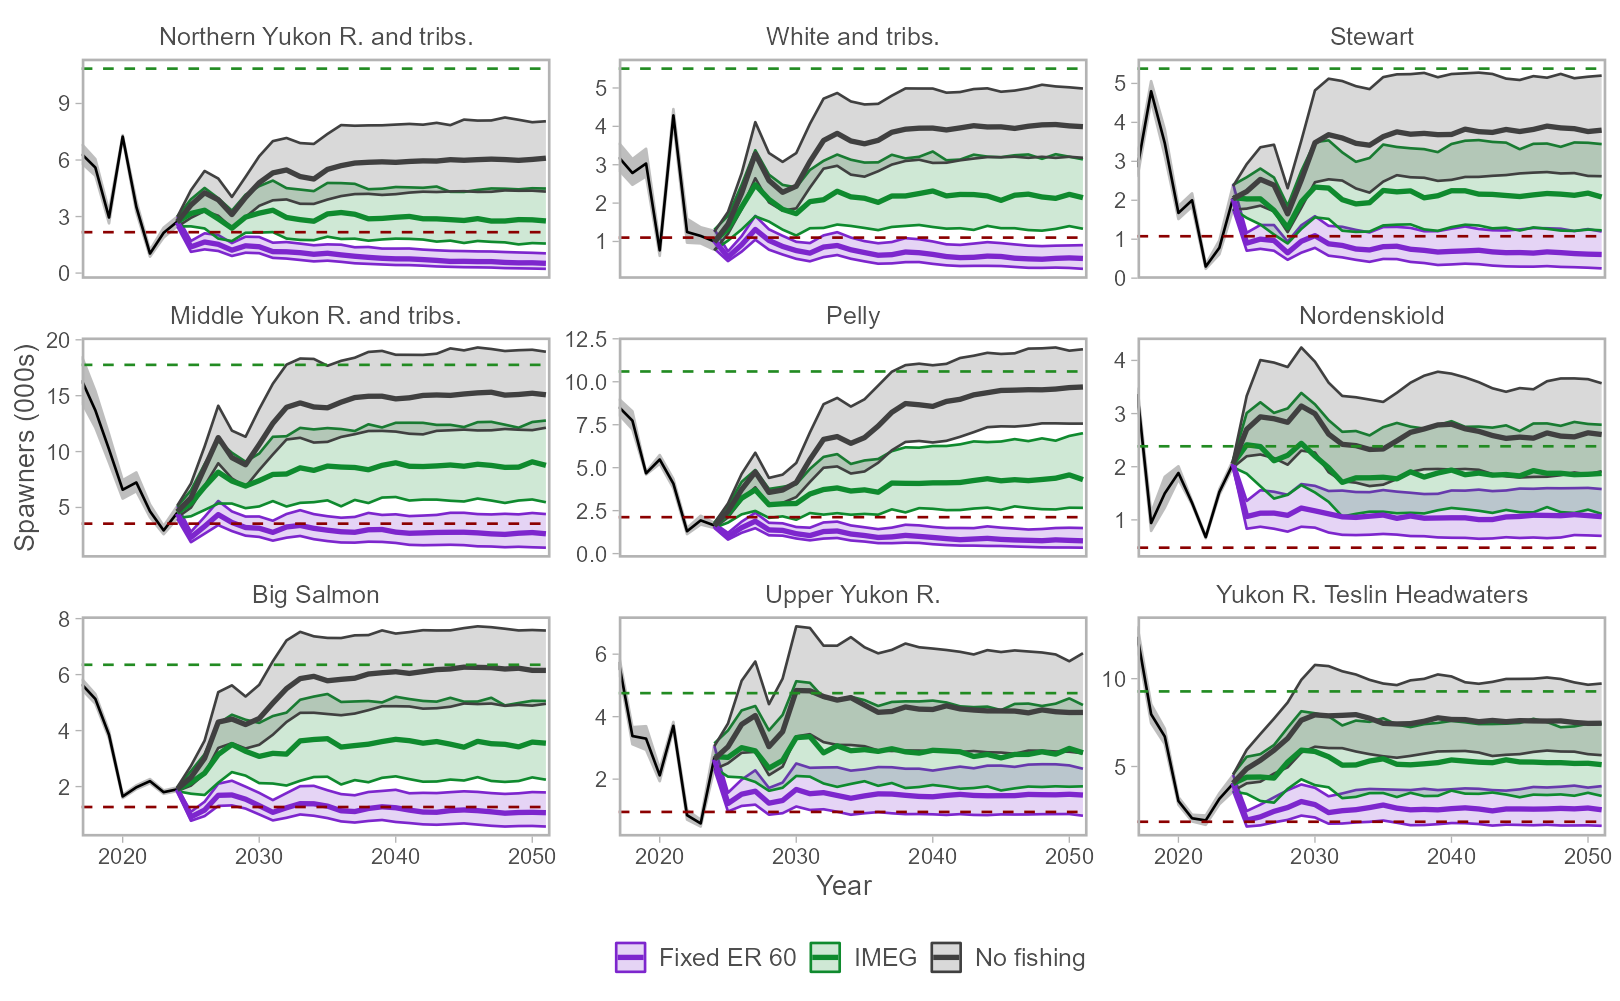 Northern Yukon R. and tribs.
White and tribs.
Stewart
9
6
3
0
5
4
3
2
1
5
4
3
2
1
0
Middle Yukon R. and tribs.
Pelly
Nordenskiold
20
15
10
5
12.5
10.0
7.5
5.0
2.5
0.0
4
3
2
1
Spawners (000s)
Big Salmon
Upper Yukon R.
Yukon R. Teslin Headwaters
8
6
4
2
6
4
2
10
5
2020 2030 2040 2050
2020 2030 2040 2050
2020 2030 2040 2050
Year
Fixed ER 60 IMEG No fishing